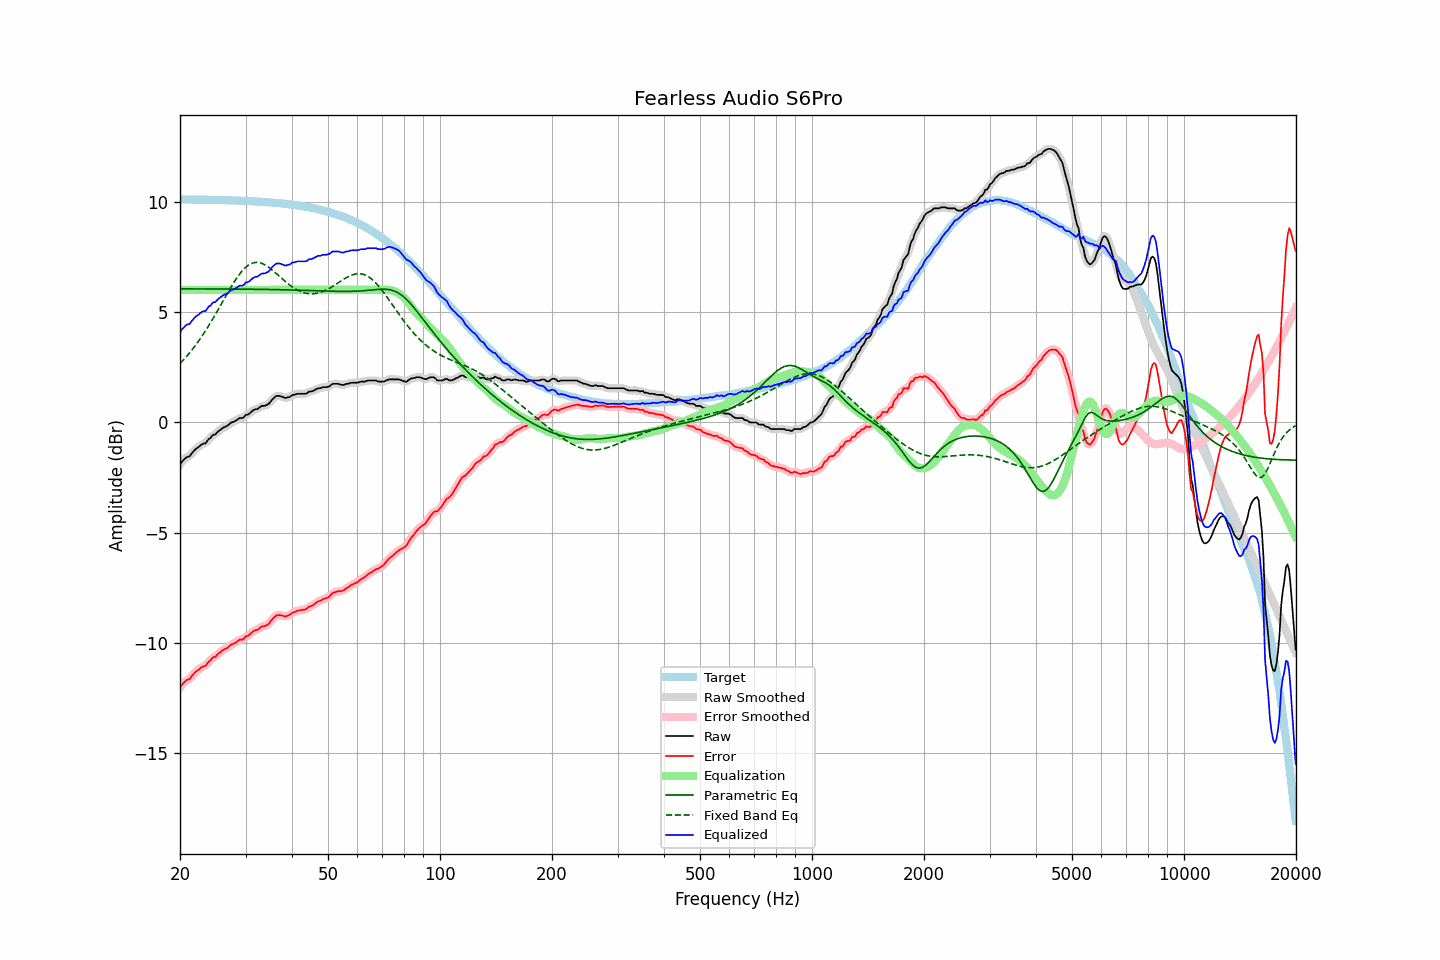 Fearless Audio S6Pro
Amplitude (dBr)
10
5
0
−5
−10
−15
20
50
100
200
500
1000
2000
5000
10000
20000
Frequency (Hz)
Target
Raw Smoothed
Error Smoothed
Raw
Error
Equalization
Parametric Eq
Fixed Band Eq
Equalized